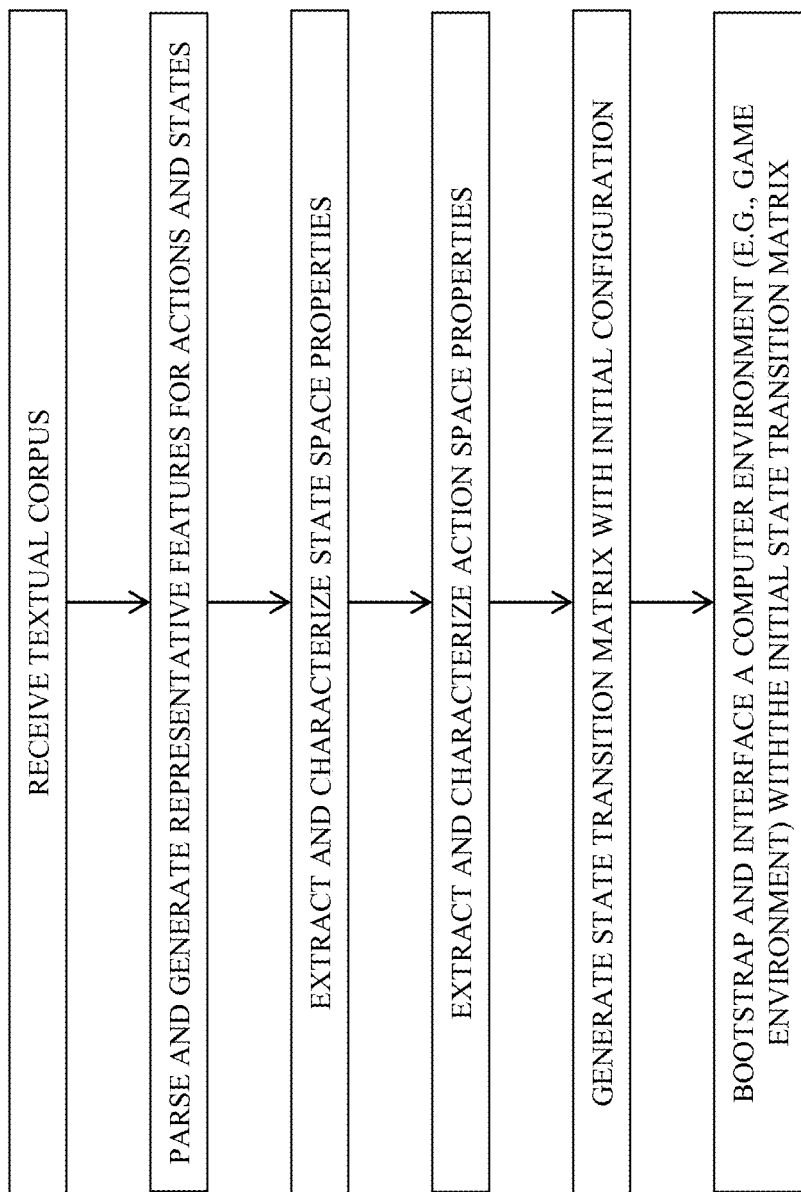 RECEIVE TEXTUAL CORPUS
PARSE AND GENERATE REPRESENTATIVE FEATURES FOR ACTIONS AND STATES
EXTRACT AND CHARACTERIZE STATE SPACE PROPERTIES
EXTRACT AND CHARACTERIZE ACTION SPACE PROPERTIES
GENERATE STATE TRANSITION MATRIX WITH INITIAL CONFIGURATION
BOOTSTRAP AND INTERFACE A COMPUTER ENVIRONMENT (E.G., GAME
ENVIRONMENT) WITHTHE INITIAL STATE TRANSITION MATRIX